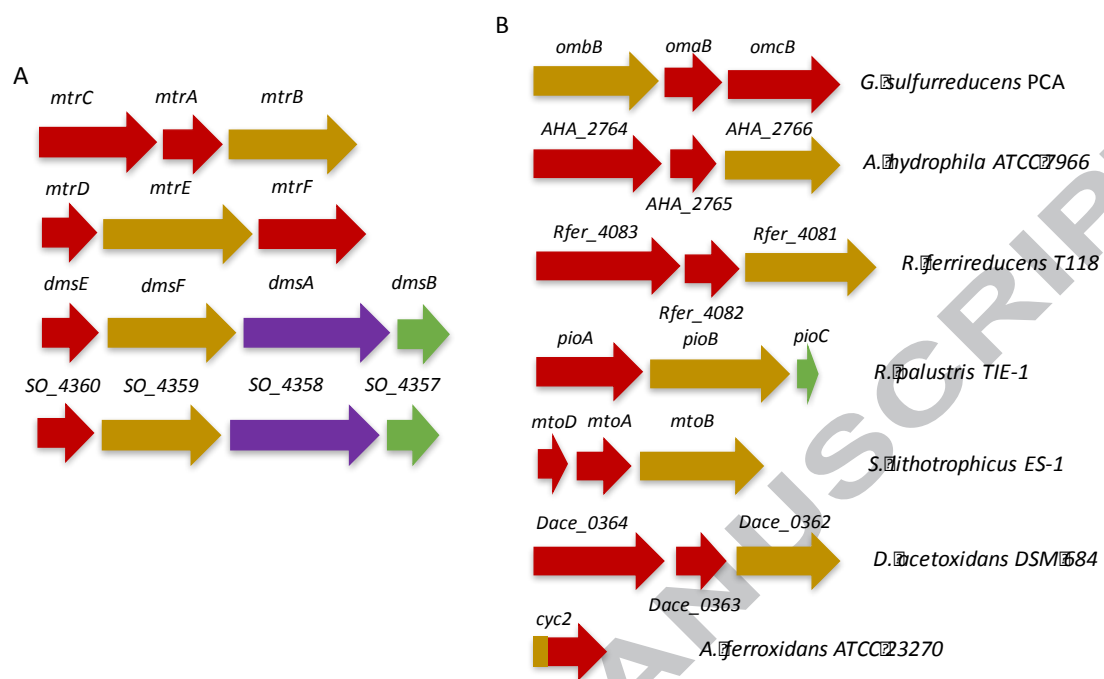 A
mtrC mtrA mtrB
mtrD mtrE mtrF
dmsE dmsF dmsA dmsB
SO_4360 SO_4359 SO_4358 SO_4357
B
ombB omaB omcB
G. sulfurreducens PCA
AHA_2764 AHA_2766
A. hydrophila ATCC 7966
AHA_2765
Rfer_4083 Rfer_4081
R. ferrireducens T118
Rfer_4082
pioA pioB pioC
R. palustris TIE-1
mtoD mtoA mtoB
S. lithotrophicus ES-1
Dace_0364 Dace_0362
D. acetoxidans DSM 684
Dace_0363
cyc2
A. ferroxidans ATCC 23270
ANUSCRIP